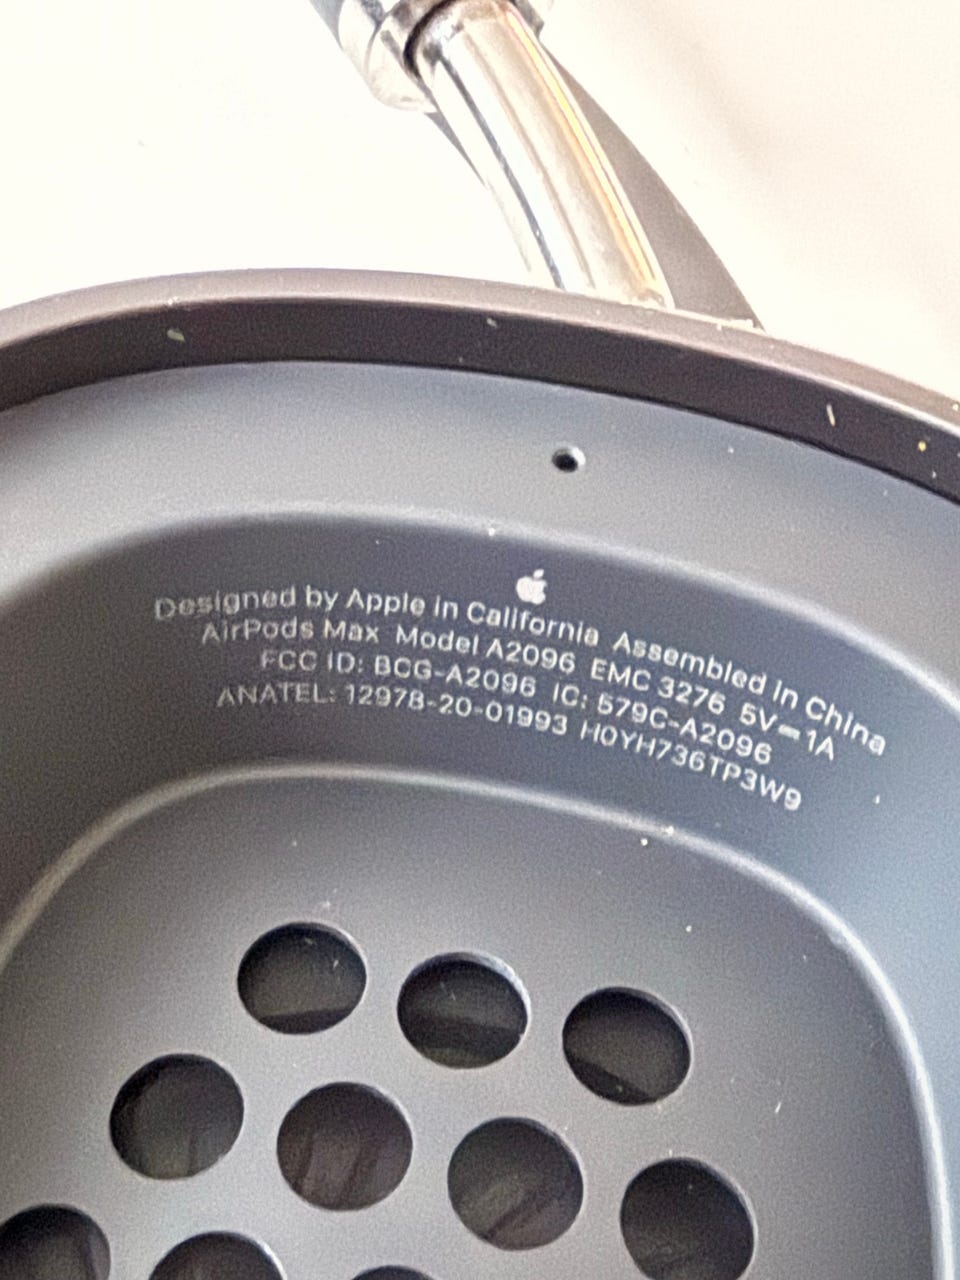 Designed by Apple in California Assembled in China
AirPods Max Model A2096 EMC 3276 5V⎓1A
FCC ID: BCG-A2096 IC: 579C-A2096
ANATEL: 12978-20-01993 H0YH736TP3W9